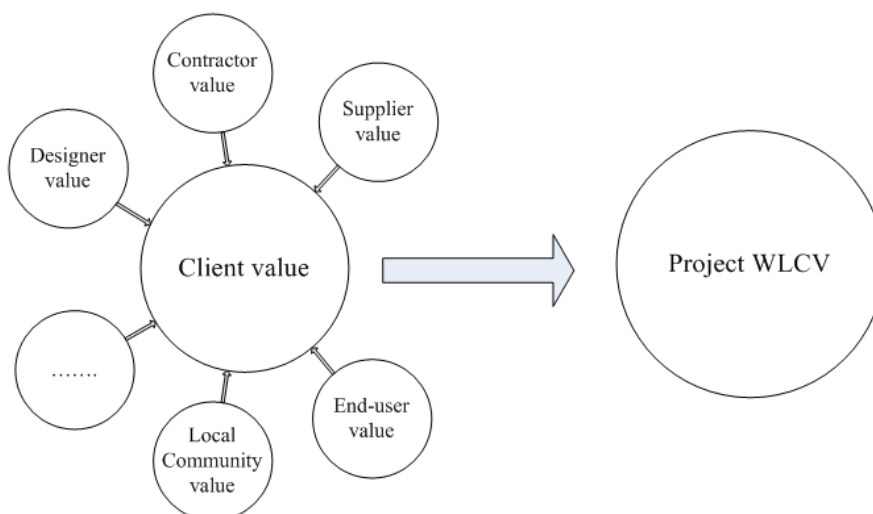 Contractor
value
Supplier
value
Designer
value
Client value
Project WLCV
.......
End-user
value
Local
Community
value